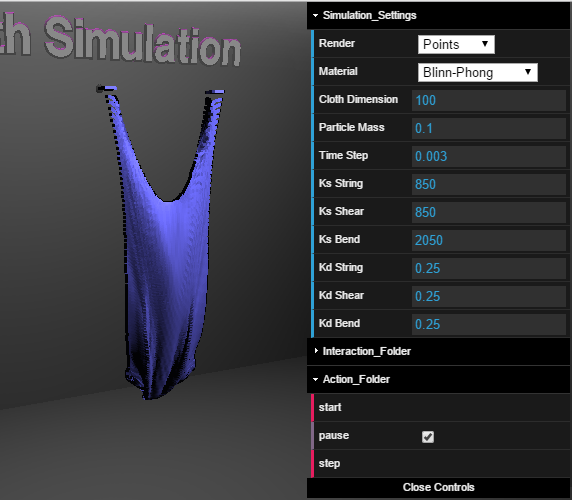 th Simulation
Simulation_Settings
Render Points
Material Blinn-Phong
Cloth Dimension 100
Particle Mass 0.1
Time Step 0.003
Ks String 850
Ks Shear 850
Ks Bend 2050
Kd String 0.25
Kd Shear 0.25
Kd Bend 0.25
Interaction_Folder
Action_Folder
start
pause
step
Close Controls